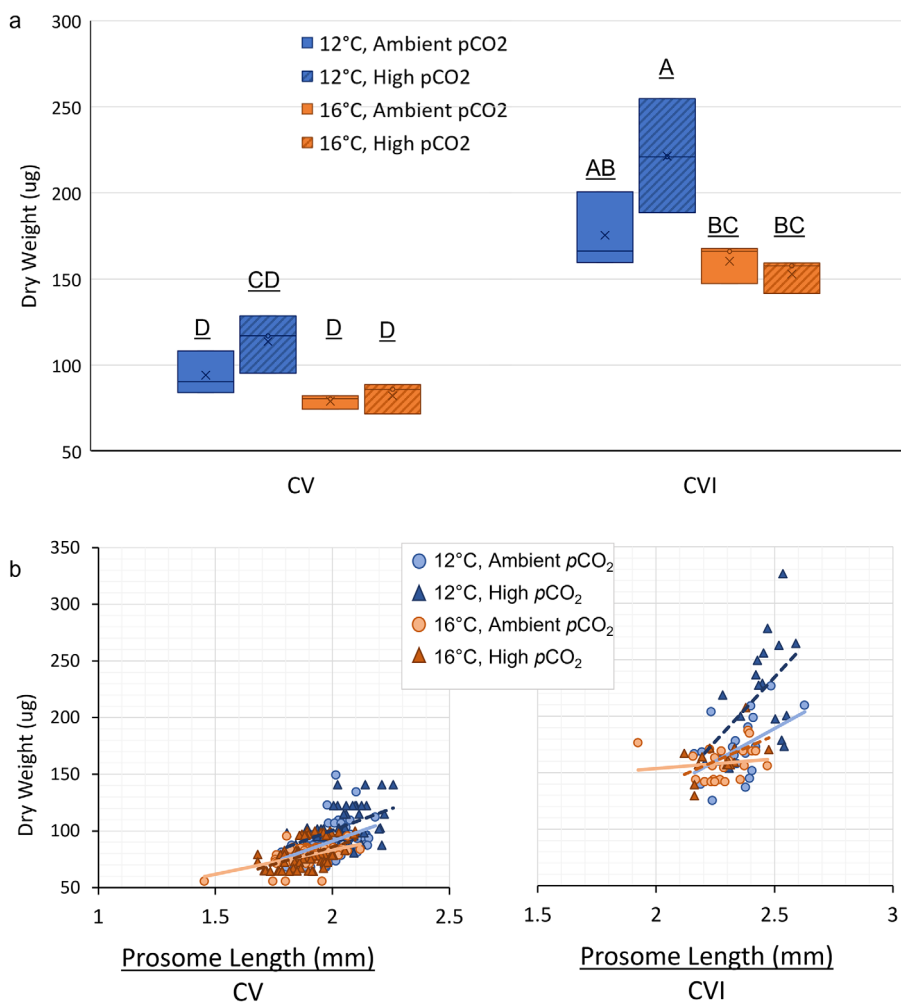 a
300
250
200
150
100
50
Dry Weight (ug)
12°C, Ambient pCO2
12°C, High pCO2
16°C, Ambient pCO2
16°C, High pCO2
D
CD
D
D
AB
A
BC
BC
CV
CVI
b
350
300
250
200
150
100
50
Dry Weight (ug)
12°C, Ambient pCO₂
12°C, High pCO₂
16°C, Ambient pCO₂
16°C, High pCO₂
1
1.5
2
2.5
1.5
2
2.5
3
Prosome Length (mm)
CV
Prosome Length (mm)
CVI